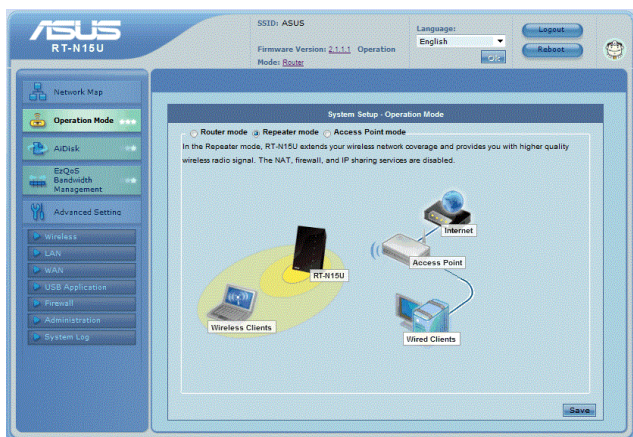 ASUS
RT-N15U
SSID: ASUS
Firmware Version: 2.1.1.1 Operation
Mode: Router
Language:
English
Logout
Reboot
Network Map
Operation Mode
AiDisk
EzQoS
Bandwidth
Management
Advanced Setting
Wireless
LAN
WAN
USB Application
Firewall
Administration
System Log
System Setup - Operation Mode
Router mode Repeater mode Access Point mode
In the Repeater mode, RT-N15U extends your wireless network coverage and provides you with higher quality
wireless radio signal. The NAT, firewall, and IP sharing services are disabled.
Internet
Access Point
RT-N15U
Wireless Clients
Wired Clients
Save